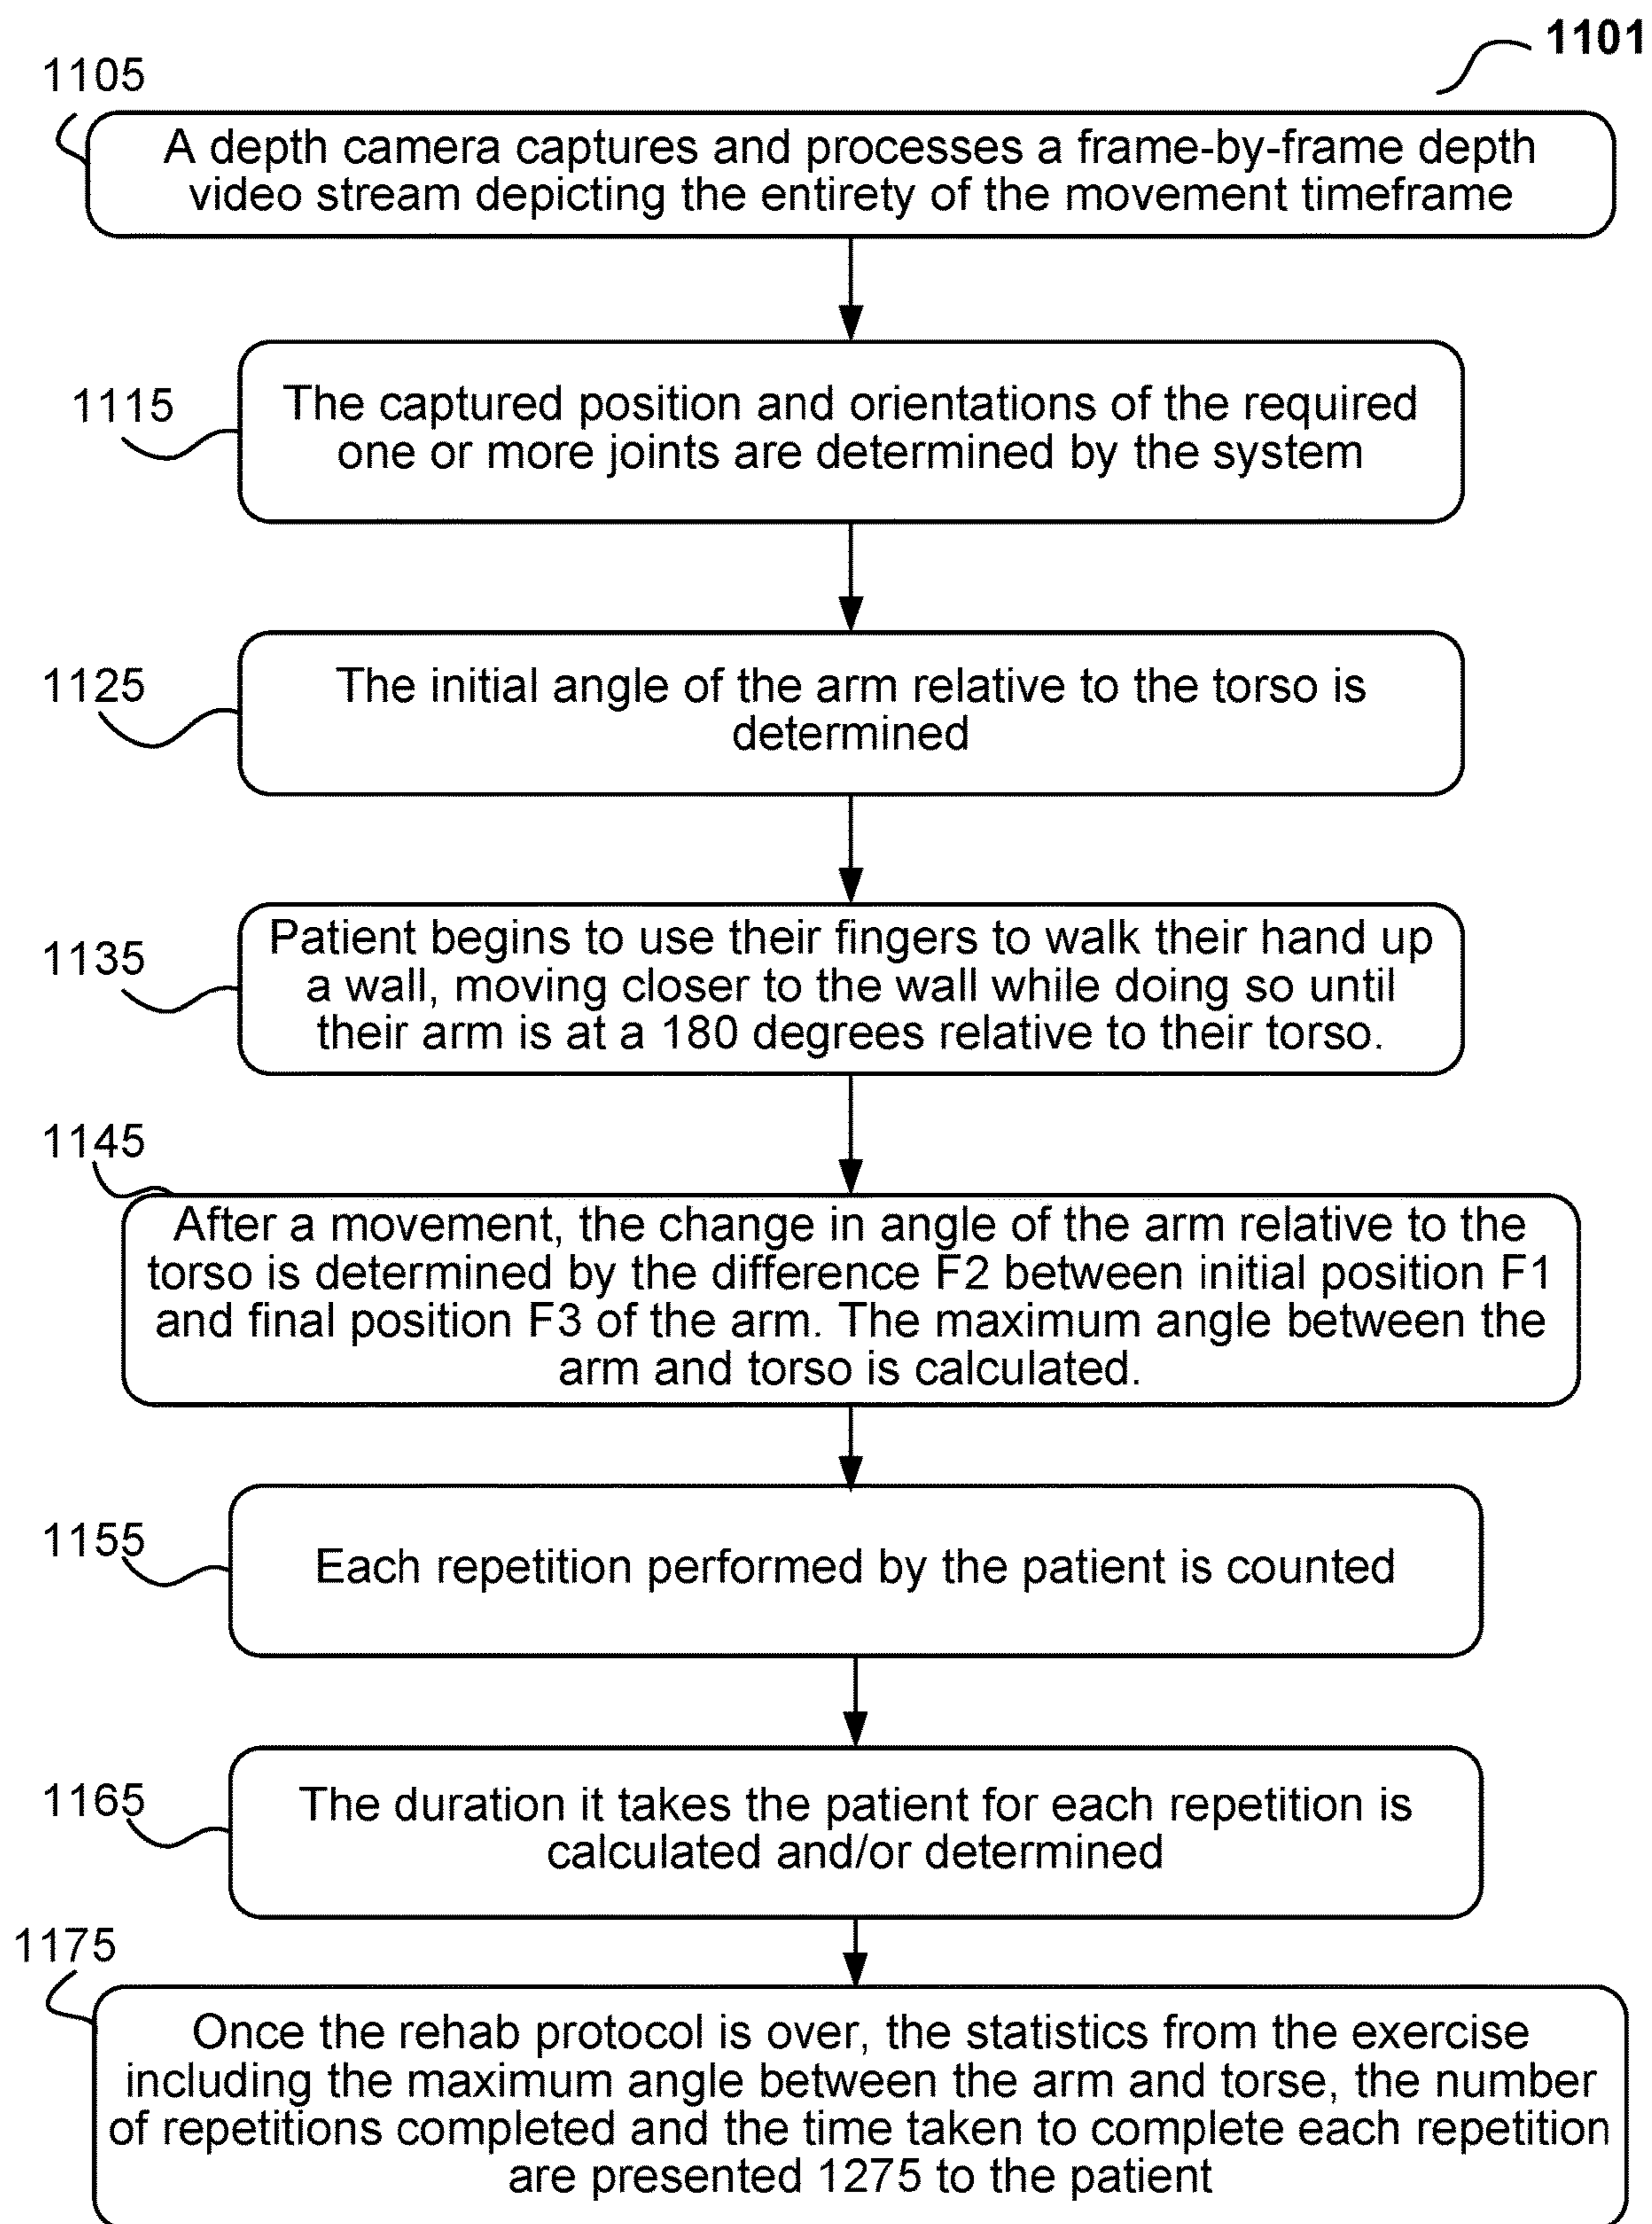 1101
1105
A depth camera captures and processes a frame-by-frame depth
video stream depicting the entirety of the movement timeframe
1115
The captured position and orientations of the required
one or more joints are determined by the system
1125
The initial angle of the arm relative to the torso is
determined
1135
Patient begins to use their fingers to walk their hand up
a wall, moving closer to the wall while doing so until
their arm is at a 180 degrees relative to their torso.
1145
After a movement, the change in angle of the arm relative to the
torso is determined by the difference F2 between initial position F1
and final position F3 of the arm. The maximum angle between the
arm and torso is calculated.
1155
Each repetition performed by the patient is counted
1165
The duration it takes the patient for each repetition is
calculated and/or determined
1175
Once the rehab protocol is over, the statistics from the exercise
including the maximum angle between the arm and torse, the number
of repetitions completed and the time taken to complete each repetition
are presented 1275 to the patient